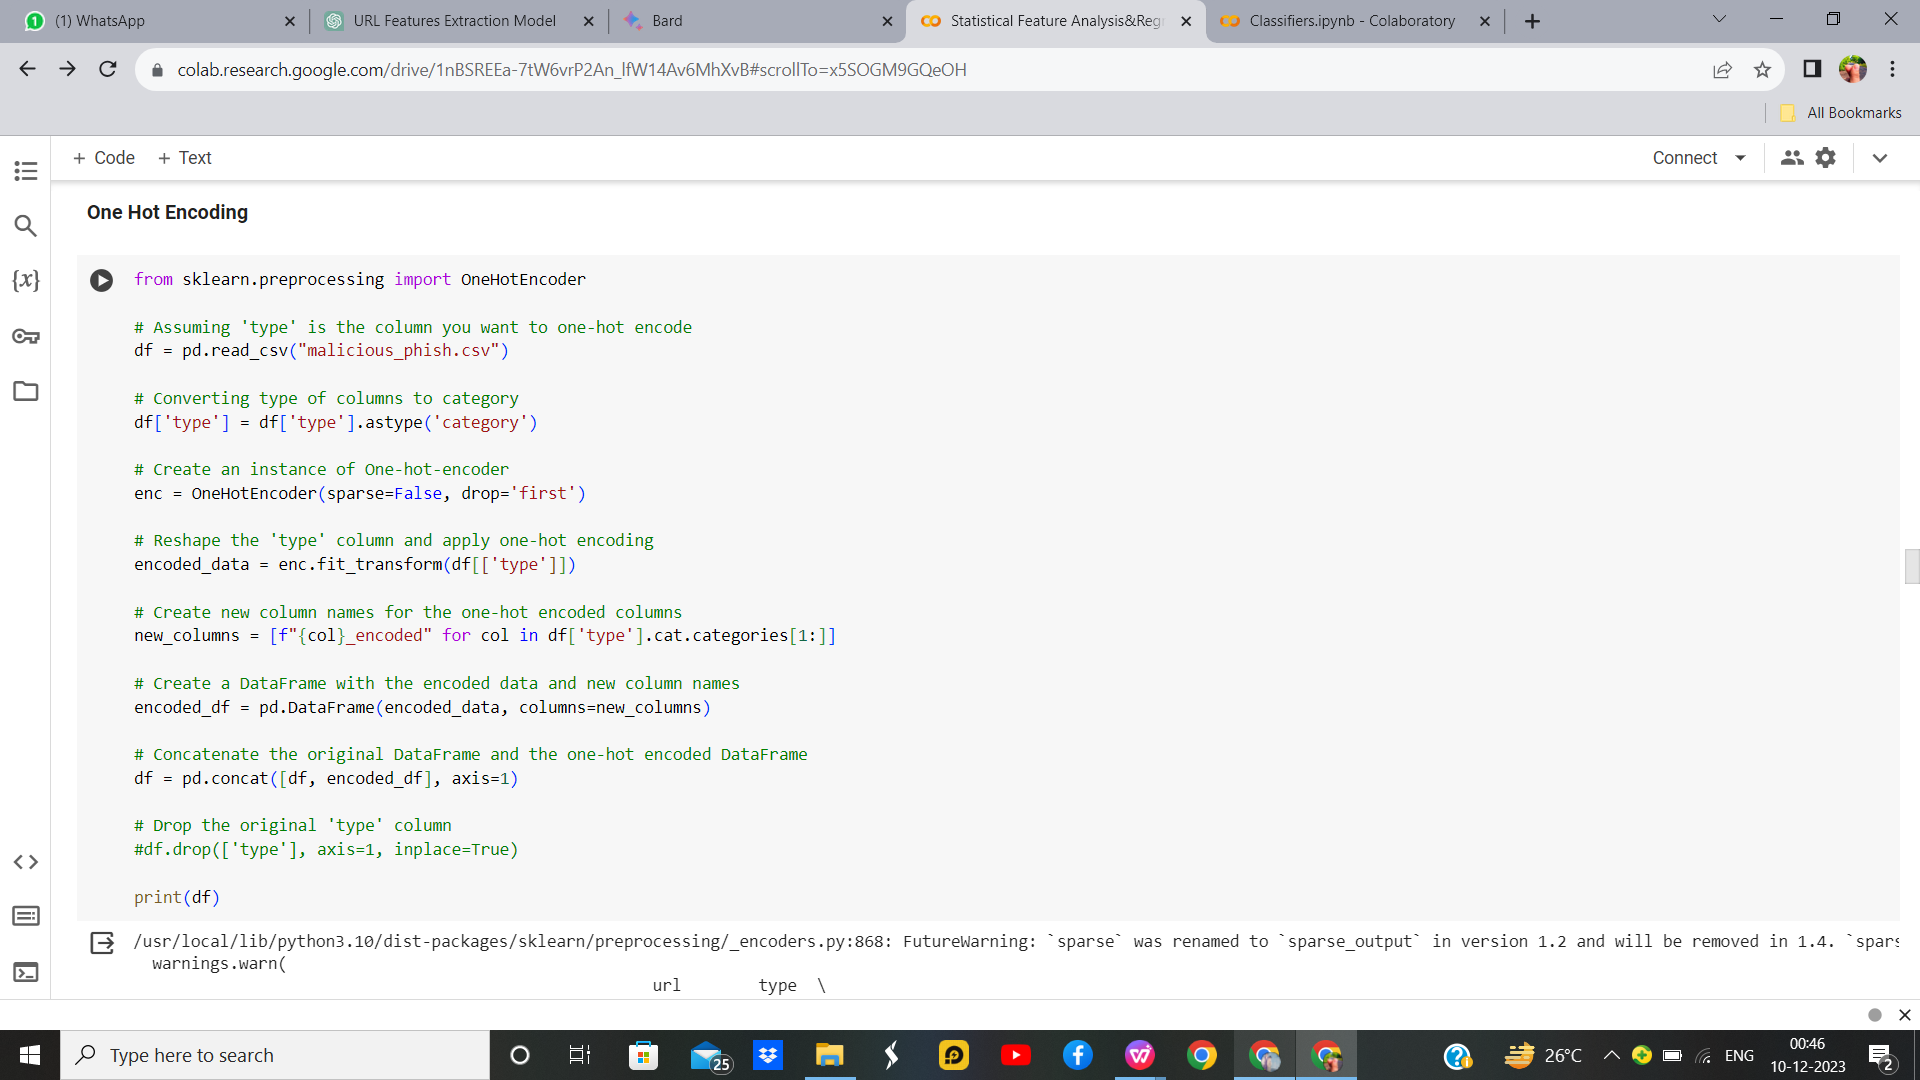 (1) WhatsApp
URL Features Extraction Model
Bard
Statistical Feature Analysis&Reg
Classifiers.ipynb - Colaboratory
colab.research.google.com/drive/1nBSREEa-7tW6vrP2An_lfW14Av6MhXvB#scrollTo=x5SOGM9GQeOH
All Bookmarks
+ Code + Text
Connect
One Hot Encoding
from sklearn.preprocessing import OneHotEncoder
# Assuming 'type' is the column you want to one-hot encode
df = pd.read_csv("malicious_phish.csv")
# Converting type of columns to category
df['type'] = df['type'].astype('category')
# Create an instance of One-hot-encoder
enc = OneHotEncoder(sparse=False, drop='first')
# Reshape the 'type' column and apply one-hot encoding
encoded_data = enc.fit_transform(df[['type']])
# Create new column names for the one-hot encoded columns
new_columns = [f"{col}_encoded" for col in df['type'].cat.categories[1:]]
# Create a DataFrame with the encoded data and new column names
encoded_df = pd.DataFrame(encoded_data, columns=new_columns)
# Concatenate the original DataFrame and the one-hot encoded DataFrame
df = pd.concat([df, encoded_df], axis=1)
# Drop the original 'type' column
#df.drop(['type'], axis=1, inplace=True)
print(df)
/usr/local/lib/python3.10/dist-packages/sklearn/preprocessing/_encoders.py:868: FutureWarning: `sparse` was renamed to `sparse_output` in version 1.2 and will be removed in 1.4. `spars
warnings.warn(
url type \
Type here to search
25
26°C
ENG
00:46
10-12-2023
2